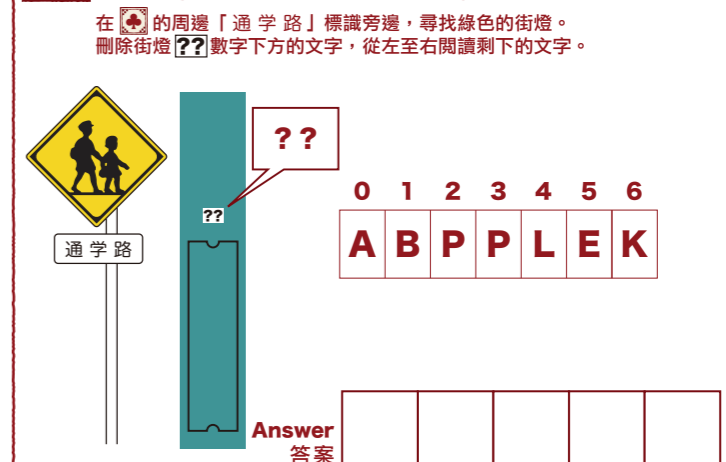 在 的周邊「通学路」標識旁邊，尋找綠色的街燈。
刪除街燈??數字下方的文字，從左至右閱讀剩下的文字。
??
??
通学路
0 1 2 3 4 5 6
A B P P L E K
Answer
答案